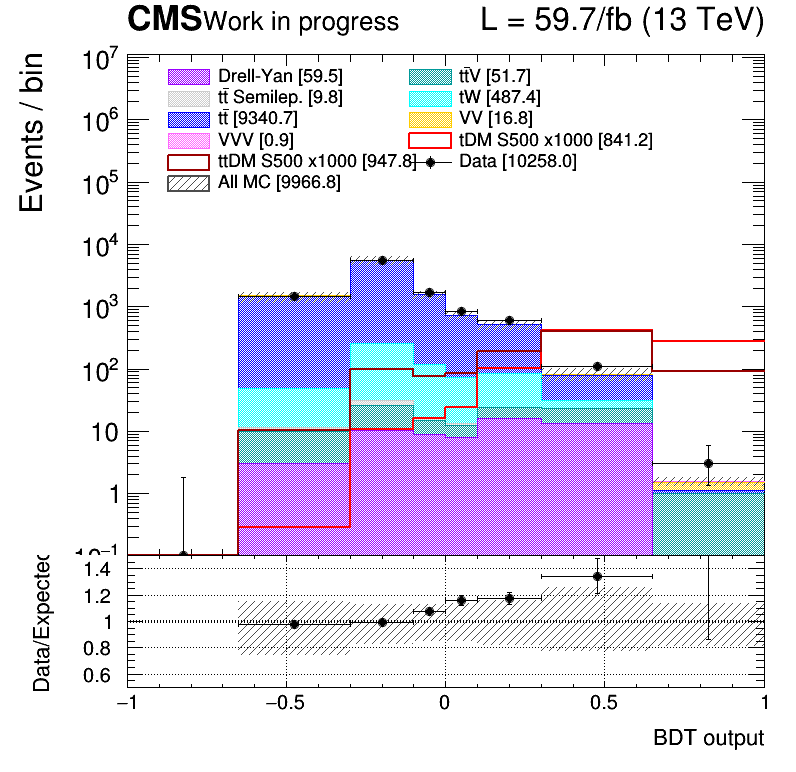 CMS Work in progress L = 59.7/fb (13 TeV)
Events / bin
Drell-Yan [59.5] tt̄V [51.7]
tt̄ Semilep. [9.8] tW [487.4]
tt̄ [9340.7] VV [16.8]
VVV [0.9] tDM S500 x1000 [841.2]
ttDM S500 x1000 [947.8] Data [10258.0]
All MC [9966.8]
10⁷
10⁶
10⁵
10⁴
10³
10²
10
1
10⁻¹
Data/Expected
1.4
1.2
1
0.8
0.6
−1 −0.5 0 0.5 1
BDT output